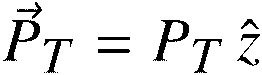 $\vec{P}_T = P_T \, \hat{z}$